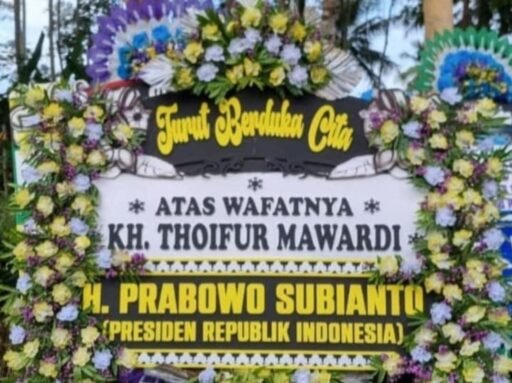 Turut Berduka Cita
* ATAS WAFATNYA *
KH. THOIFUR MAWARDI
H. PRABOWO SUBIANTO
(PRESIDEN REPUBLIK INDONESIA)